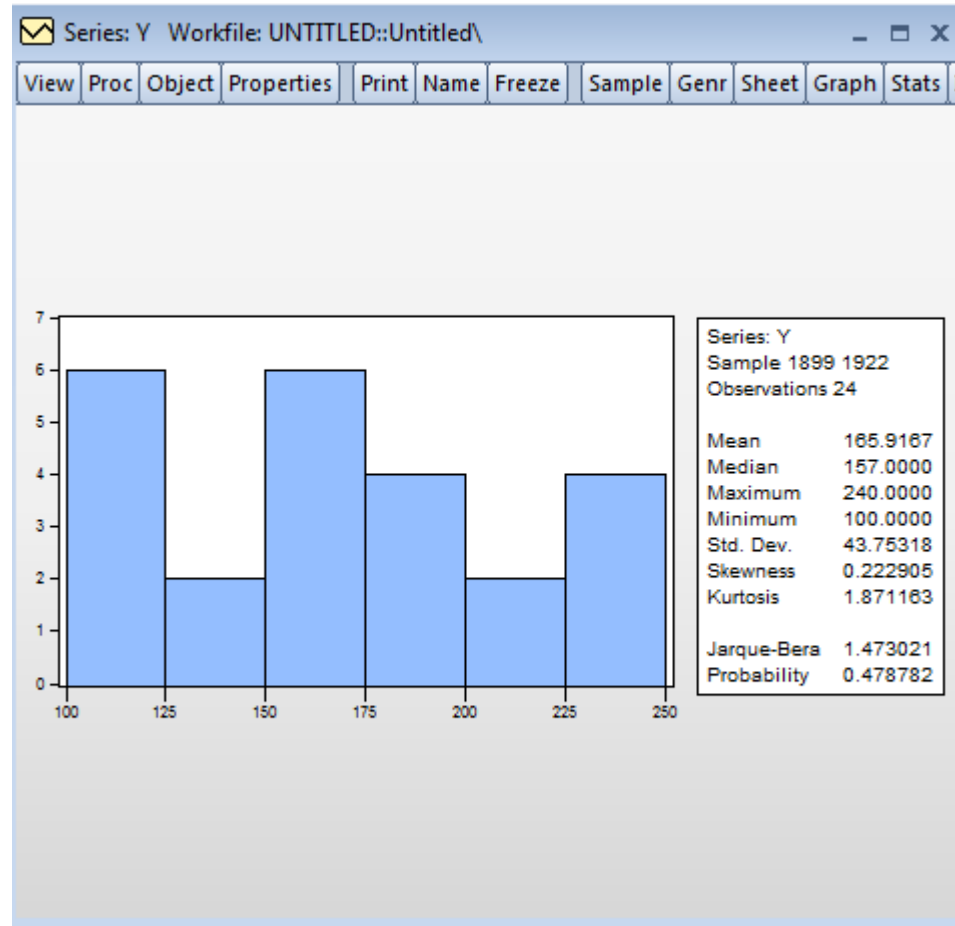 Series: Y   Workfile: UNTITLED::Untitled\
View Proc Object Properties Print Name Freeze Sample Genr Sheet Graph Stats
7
6
5
4
3
2
1
0
100 125 150 175 200 225 250
Series: Y
Sample 1899 1922
Observations 24
Mean 165.9167
Median 157.0000
Maximum 240.0000
Minimum 100.0000
Std. Dev. 43.75318
Skewness 0.222905
Kurtosis 1.871163
Jarque-Bera 1.473021
Probability 0.478782